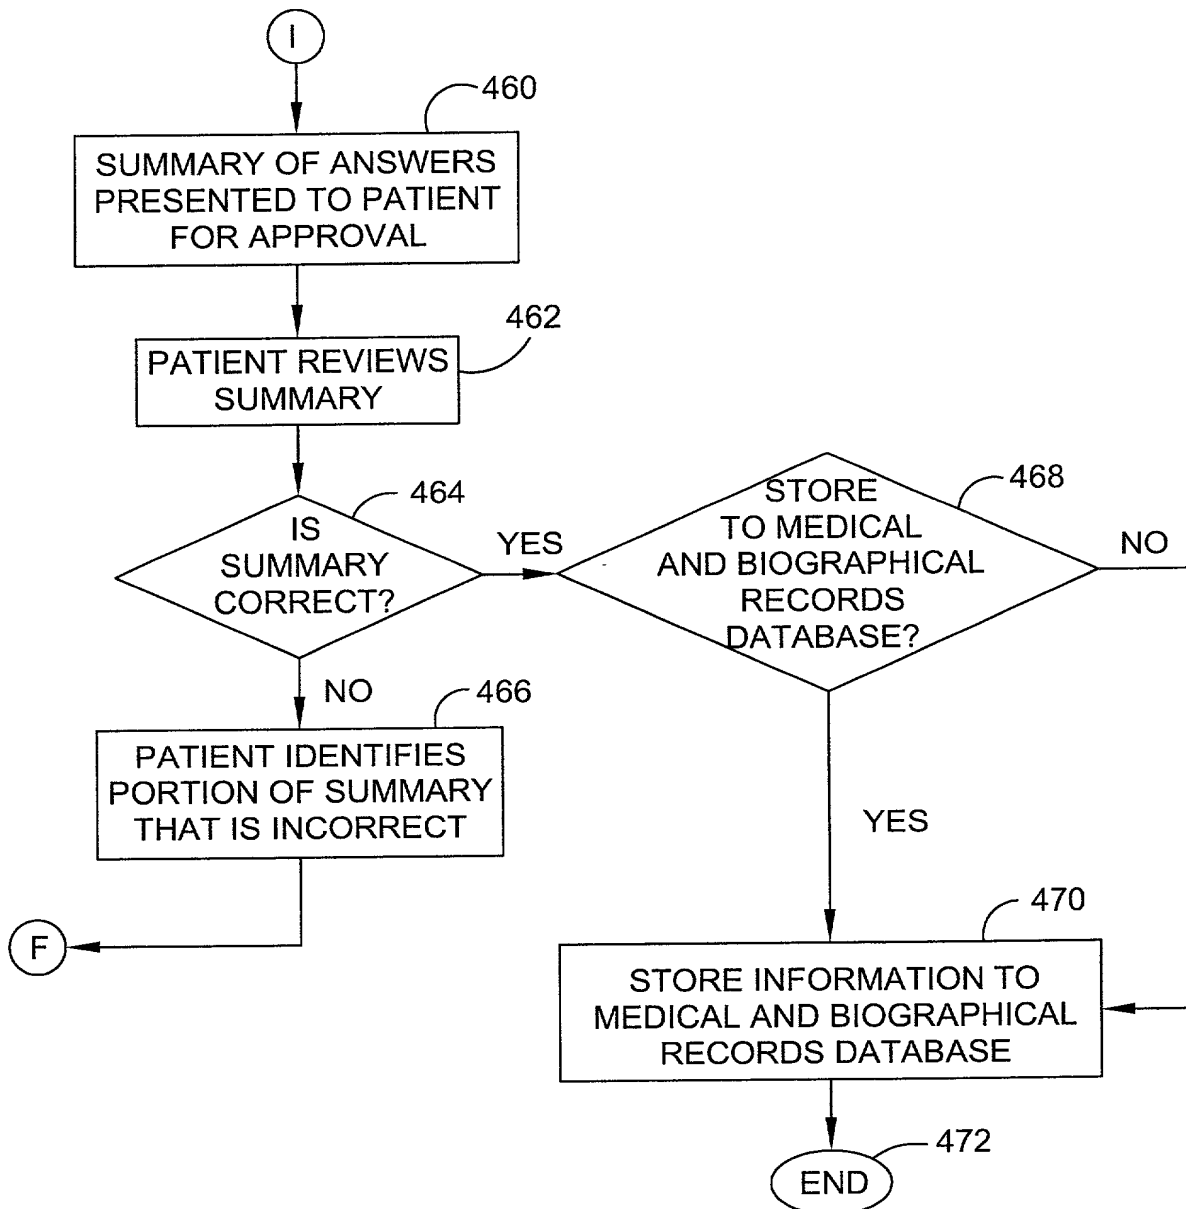 I
460
SUMMARY OF ANSWERS
PRESENTED TO PATIENT
FOR APPROVAL
462
PATIENT REVIEWS
SUMMARY
464
IS
SUMMARY
CORRECT?
YES
468
STORE
TO MEDICAL
AND BIOGRAPHICAL
RECORDS
DATABASE?
NO
NO
466
PATIENT IDENTIFIES
PORTION OF SUMMARY
THAT IS INCORRECT
F
YES
470
STORE INFORMATION TO
MEDICAL AND BIOGRAPHICAL
RECORDS DATABASE
472
END